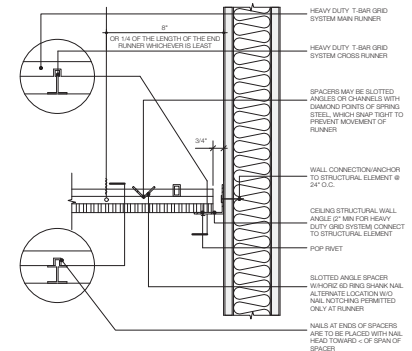 8"
OR 1/4 OF THE LENGTH OF THE END
RUNNER WHICHEVER IS LEAST
3/4"
HEAVY DUTY T-BAR GRID
SYSTEM MAIN RUNNER
HEAVY DUTY T-BAR GRID
SYSTEM CROSS RUNNER
SPACERS MAY BE SLOTTED
ANGLES OR CHANNELS WITH
DIAMOND POINTS OF SPRING
STEEL, WHICH SNAP TIGHT TO
PREVENT MOVEMENT OF
RUNNER
WALL CONNECTION/ANCHOR
TO STRUCTURAL ELEMENT @
24" O.C.
CEILING STRUCTURAL WALL
ANGLE (2" MIN FOR HEAVY
DUTY GRID SYSTEM) CONNECT
TO STRUCTURAL ELEMENT
POP RIVET
SLOTTED ANGLE SPACER
W/HORIZ 6D RING SHANK NAIL
ALTERNATE LOCATION W/O
NAIL NOTCHING PERMITTED
ONLY AT RUNNER
NAILS AT ENDS OF SPACERS
ARE TO BE PLACED WITH NAIL
HEAD TOWARD < OF SPAN OF
SPACER